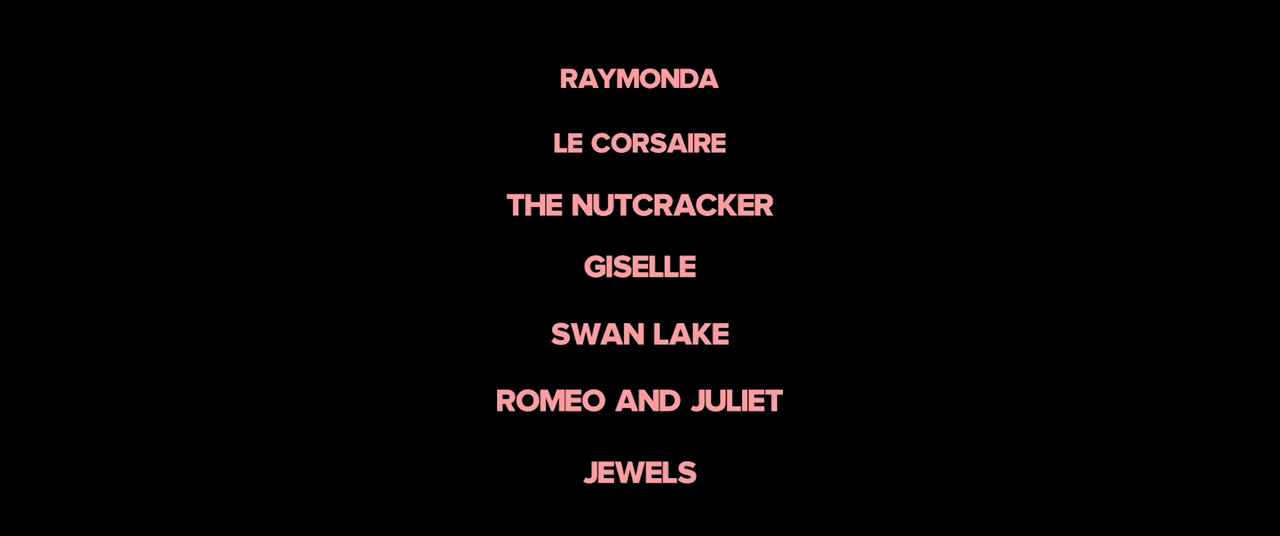 RAYMONDA
LE CORSAIRE
THE NUTCRACKER
GISELLE
SWAN LAKE
ROMEO AND JULIET
JEWELS